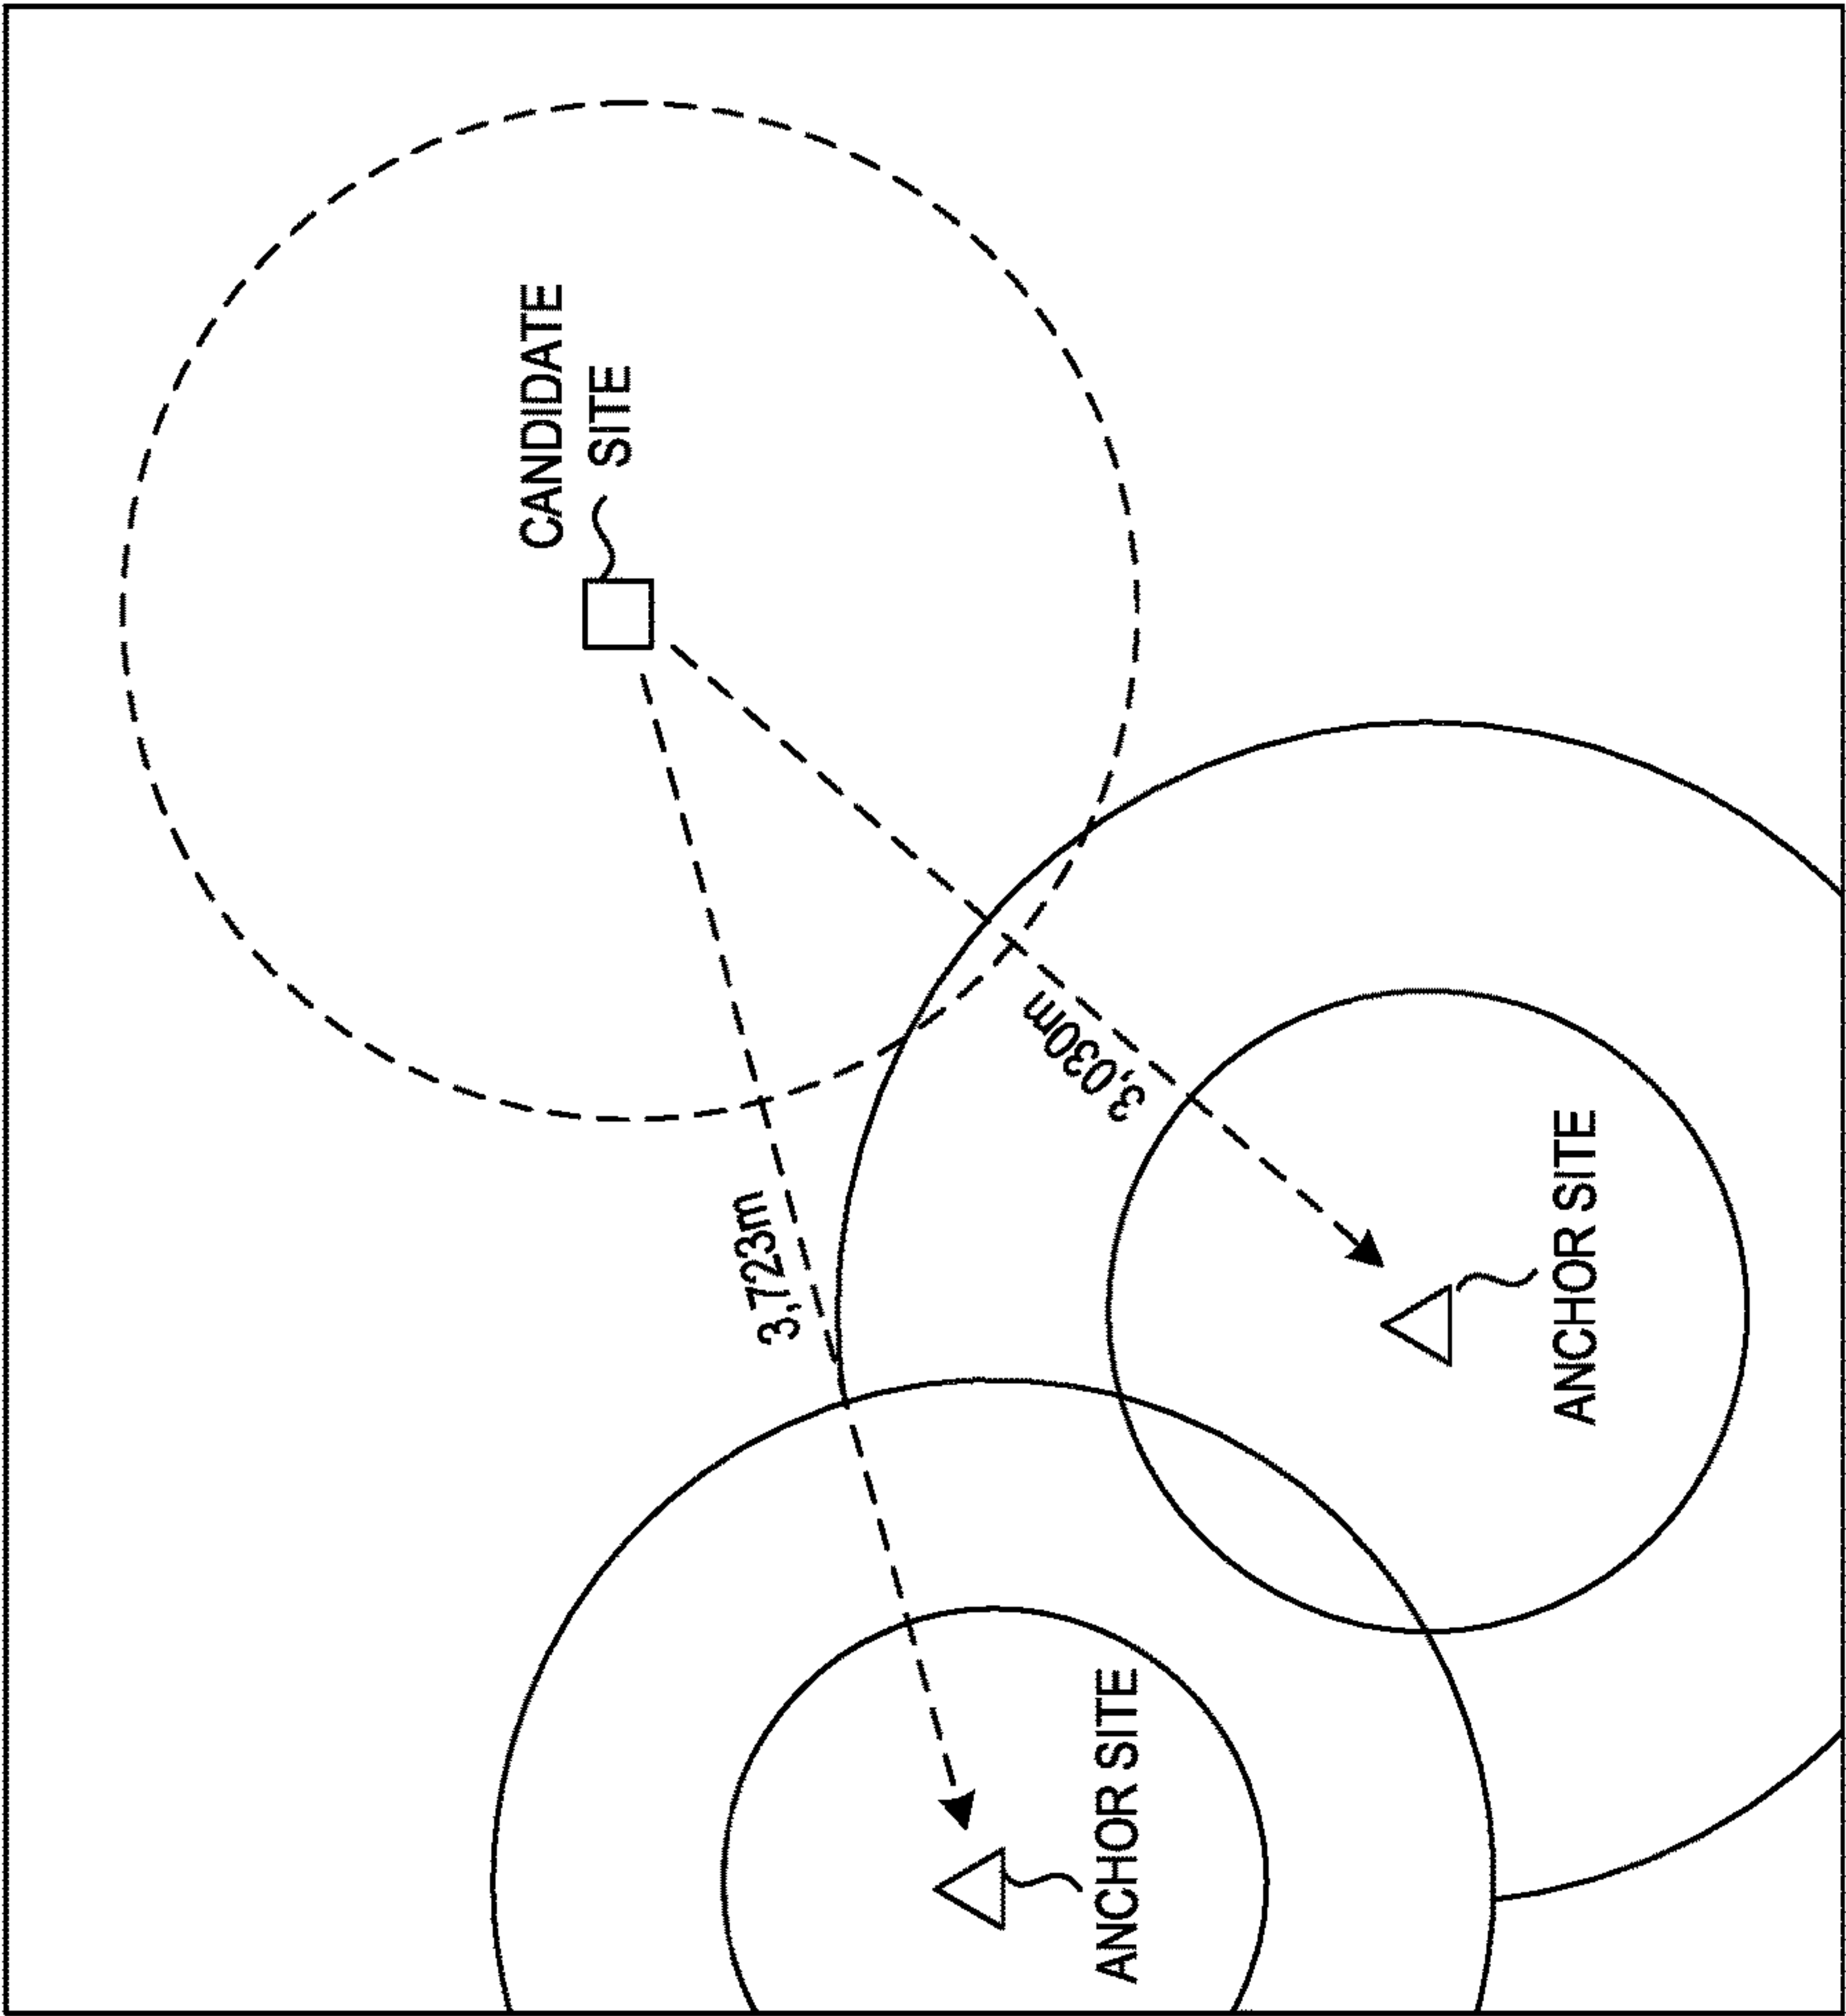 CANDIDATE
SITE
3,723m
3,030m
ANCHOR SITE
ANCHOR SITE